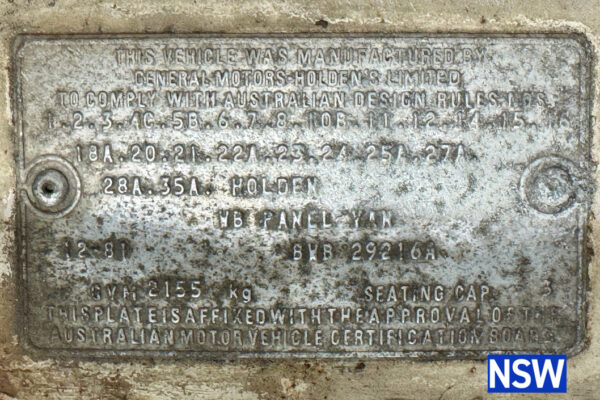 THIS VEHICLE WAS MANUFACTURED BY
GENERAL MOTORS-HOLDEN'S LIMITED
TO COMPLY WITH AUSTRALIAN DESIGN RULES NOS.
1.2.3.4C.5B.6.7.8.10B.11.12.14.15.16
18A.20.21.22A.23.24.25A.27A.
28A.35A. HOLDEN
WB PANEL VAN
12-81 BWB 29216A
GVM 2155 kg SEATING CAP. 3
THIS PLATE IS AFFIXED WITH THE APPROVAL OF THE
AUSTRALIAN MOTOR VEHICLE CERTIFICATION BOARD
NSW